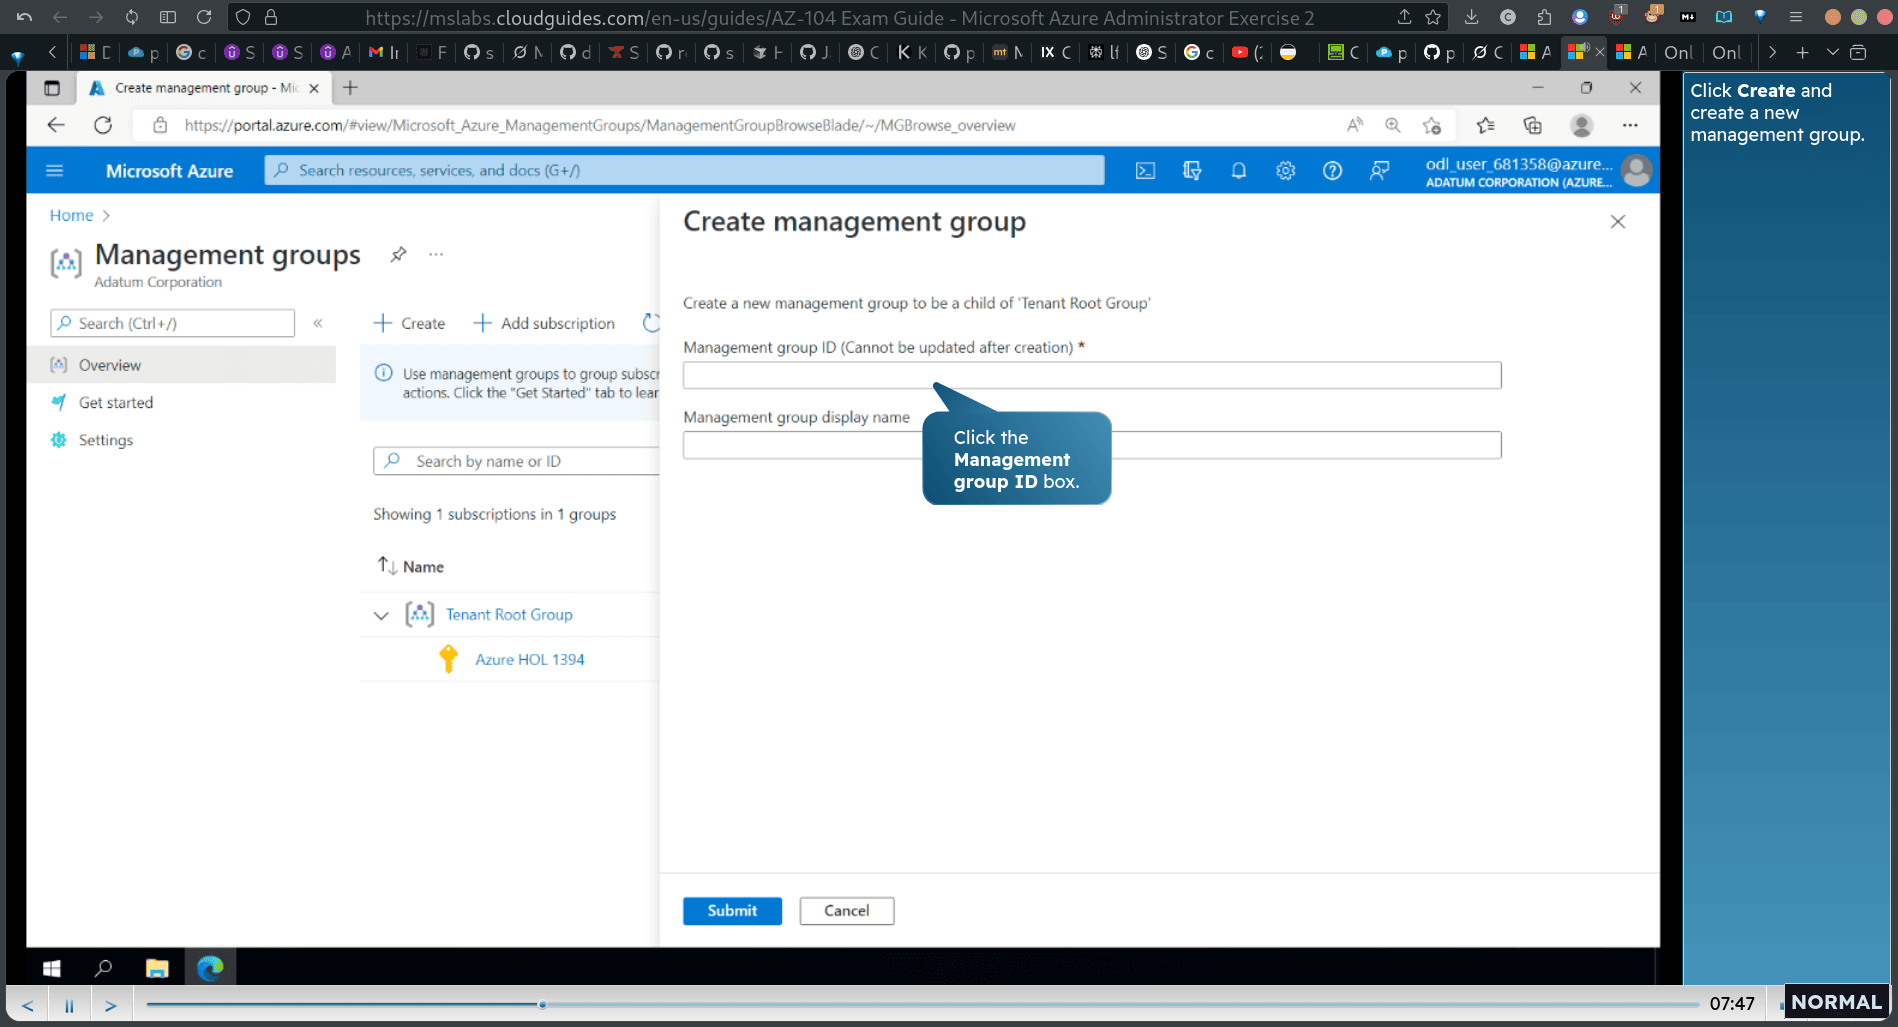 https://mslabs.cloudguides.com/en-us/guides/AZ-104 Exam Guide - Microsoft Azure Administrator Exercise 2
Create management group - Mic
https://portal.azure.com/#view/Microsoft_Azure_ManagementGroups/ManagementGroupBrowseBlade/~/MGBrowse_overview
Microsoft Azure
Search resources, services, and docs (G+/)
odl_user_681358@azure...
ADATUM CORPORATION (AZURE...
Home
Management groups
Adatum Corporation
Search (Ctrl+/)
Overview
Get started
Settings
Create
Add subscription
Use management groups to group subscr
actions. Click the "Get Started" tab to lear
Search by name or ID
Showing 1 subscriptions in 1 groups
Name
Tenant Root Group
Azure HOL 1394
Create management group
Create a new management group to be a child of 'Tenant Root Group'
Management group ID (Cannot be updated after creation) *
Management group display name
Click the
Management
group ID box.
Submit
Cancel
Click Create and
create a new
management group.
07:47
NORMAL